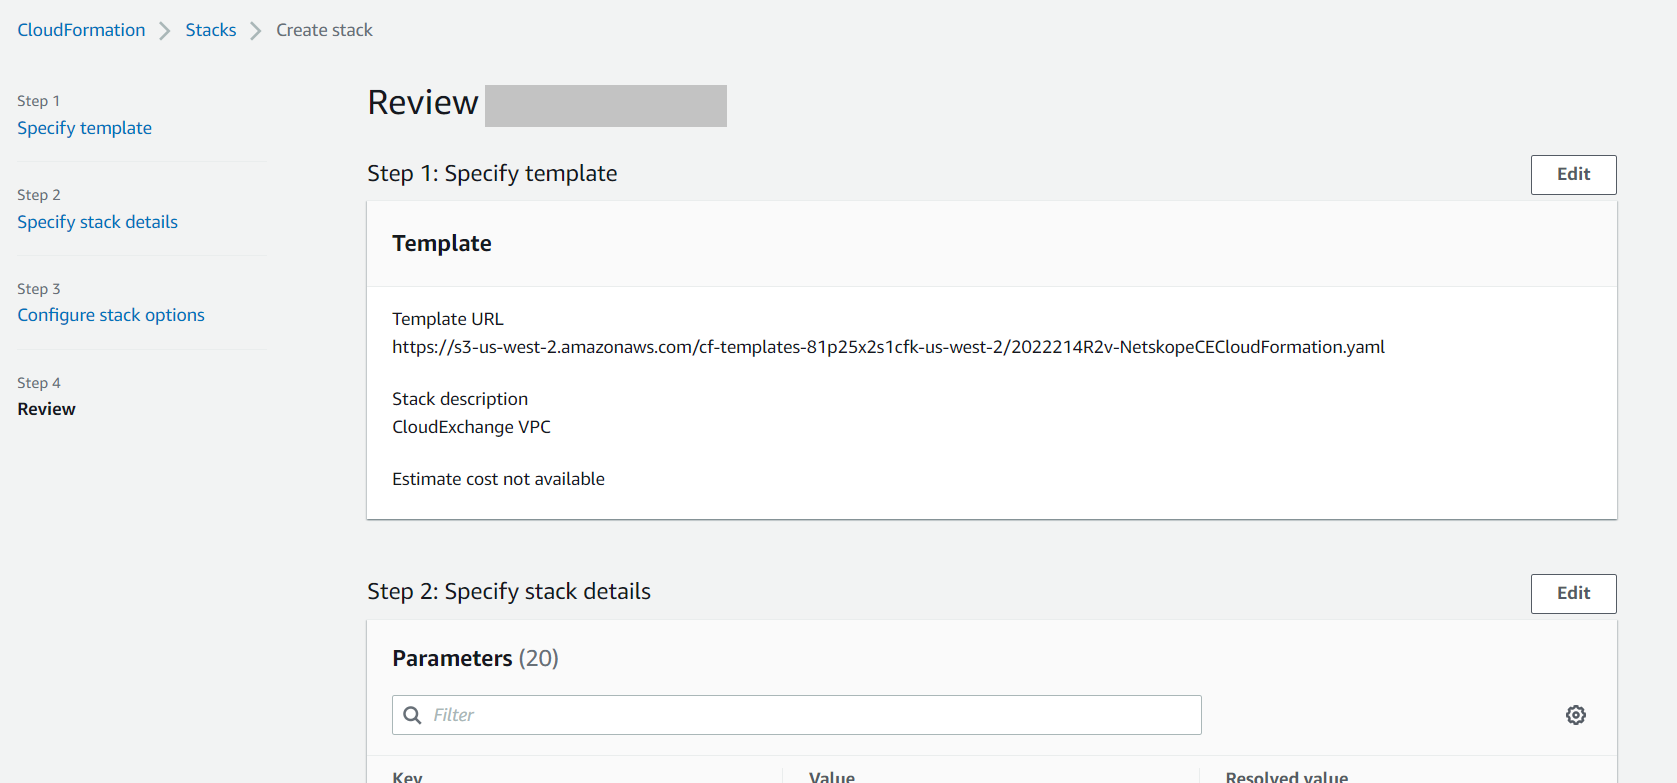 CloudFormation > Stacks > Create stack
Step 1
Specify template
Step 2
Specify stack details
Step 3
Configure stack options
Step 4
Review
Review
Step 1: Specify template
Edit
Template
Template URL
https://s3-us-west-2.amazonaws.com/cf-templates-81p25x2s1cfk-us-west-2/2022214R2v-NetskopeCECloudFormation.yaml
Stack description
CloudExchange VPC
Estimate cost not available
Step 2: Specify stack details
Edit
Parameters (20)
Filter
Key Value Resolved value